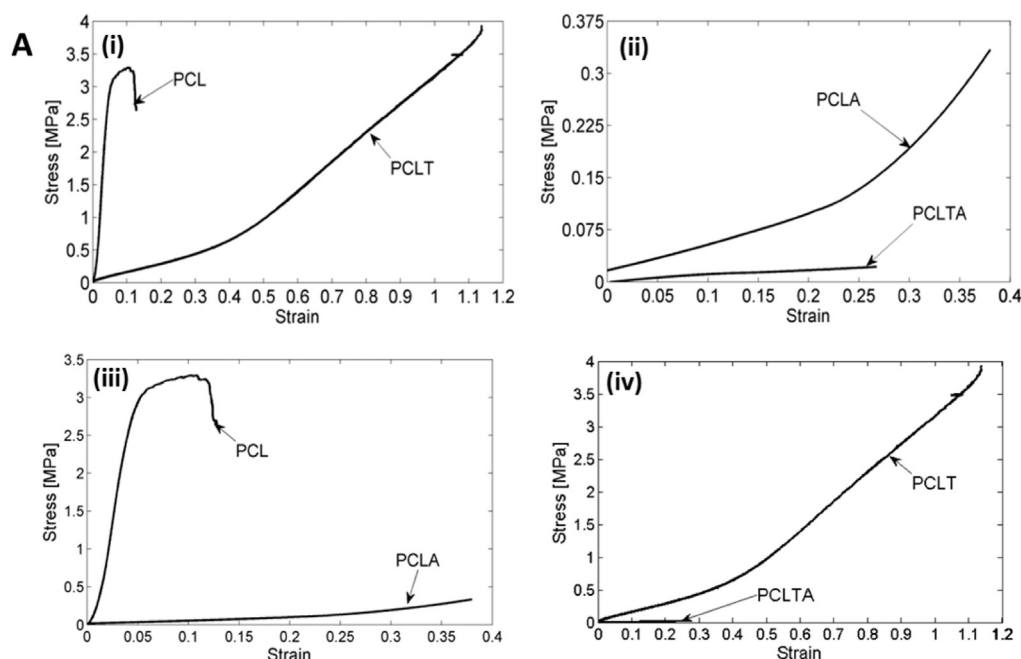 A
(i)
4
3.5
3
2.5
2
1.5
1
0.5
0
Stress [MPa]
PCL
PCLT
0 0.1 0.2 0.3 0.4 0.5 0.6 0.7 0.8 0.9 1 1.1 1.2
Strain
(ii)
0.375
0.3
0.225
0.15
0.075
0
Stress [MPa]
PCLA
PCLTA
0 0.05 0.1 0.15 0.2 0.25 0.3 0.35 0.4
Strain
(iii)
3.5
3
2.5
2
1.5
1
0.5
0
Stress [MPa]
PCL
PCLA
0 0.05 0.1 0.15 0.2 0.25 0.3 0.35 0.4
Strain
(iv)
4
3.5
3
2.5
2
1.5
1
0.5
0
Stress [MPa]
PCLT
PCLTA
0 0.1 0.2 0.3 0.4 0.5 0.6 0.7 0.8 0.9 1 1.1 1.2
Strain